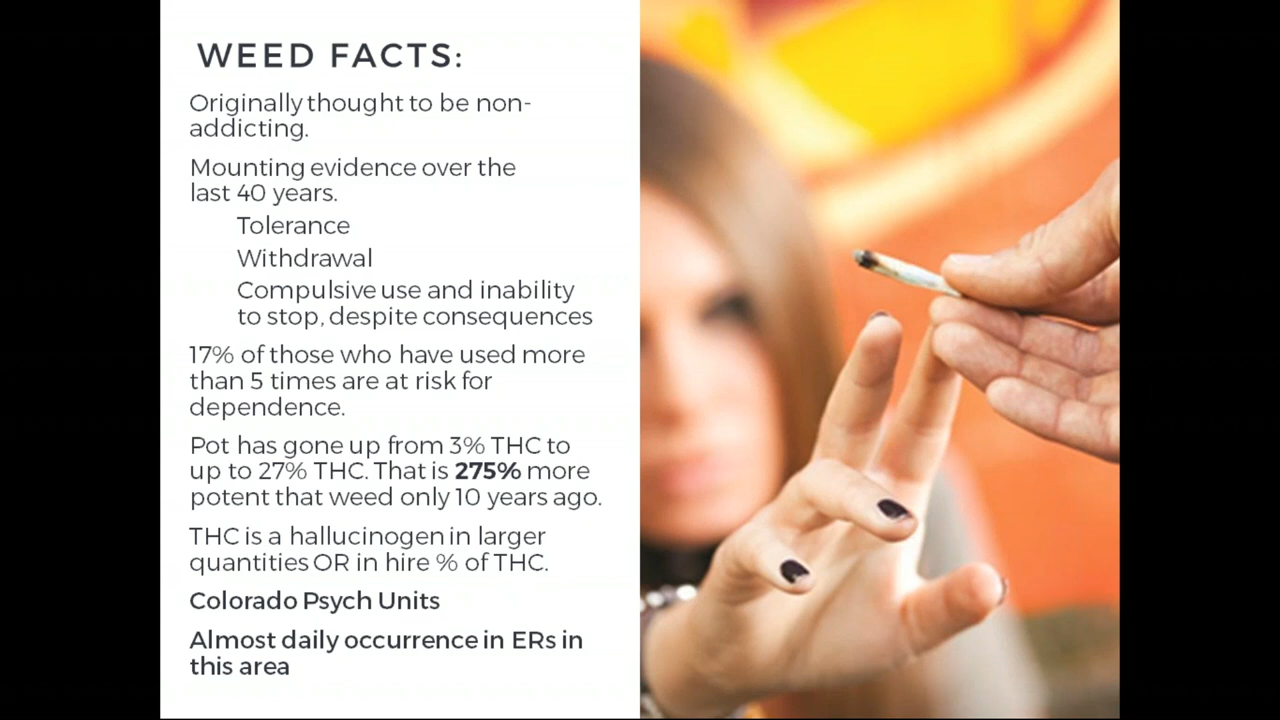 WEED FACTS:
Originally thought to be non-
addicting.
Mounting evidence over the
last 40 years.
Tolerance
Withdrawal
Compulsive use and inability
to stop, despite consequences
17% of those who have used more
than 5 times are at risk for
dependence.
Pot has gone up from 3% THC to
up to 27% THC. That is 275% more
potent that weed only 10 years ago.
THC is a hallucinogen in larger
quantities OR in hire % of THC.
Colorado Psych Units
Almost daily occurrence in ERs in
this area